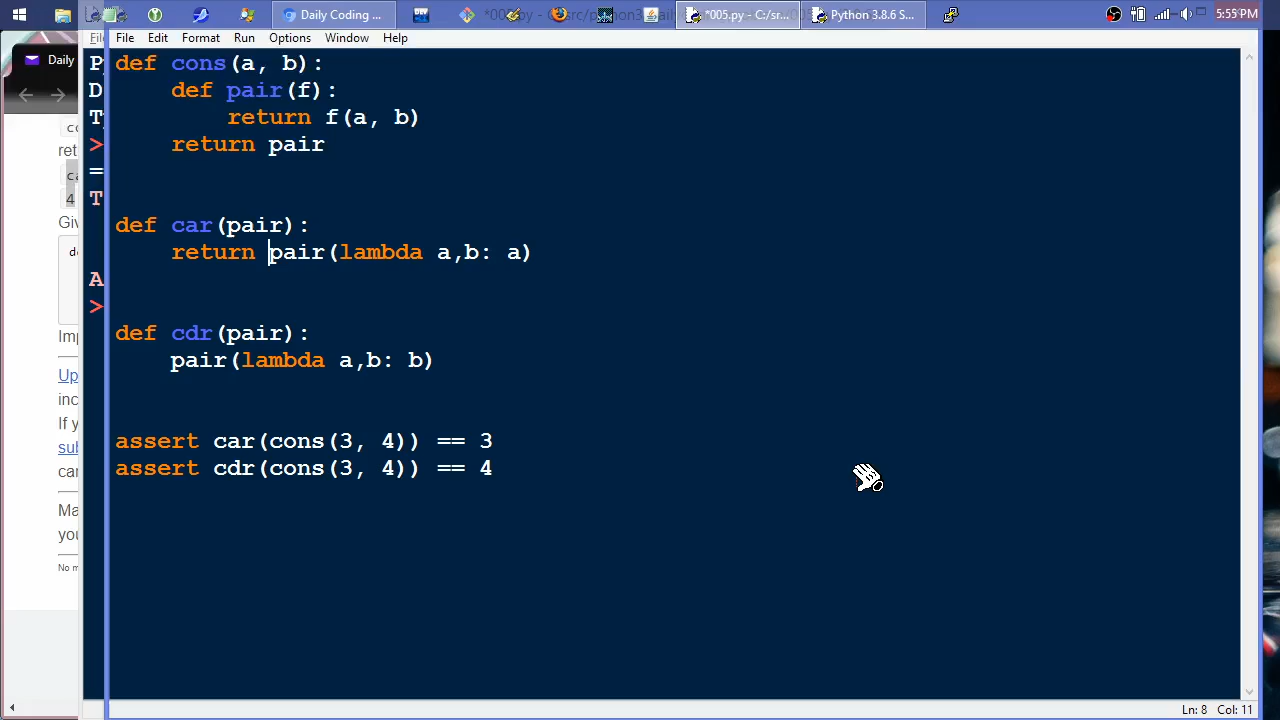 Daily Coding ...
*005.py - C:/sr...
Python 3.8.6 S...
5:55 PM
File Edit Format Run Options Window Help
Daily
def cons(a, b):
    def pair(f):
        return f(a, b)
    return pair
def car(pair):
    return pair(lambda a,b: a)
def cdr(pair):
    pair(lambda a,b: b)
assert car(cons(3, 4)) == 3
assert cdr(cons(3, 4)) == 4
Ln: 8 Col: 11